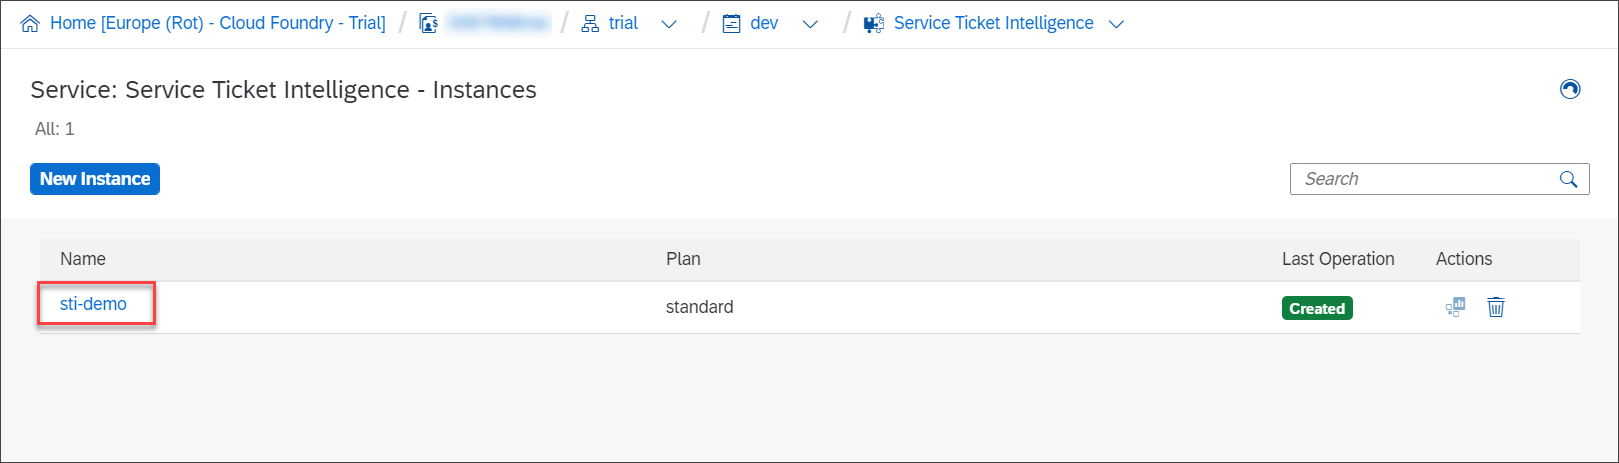 Home [Europe (Rot) - Cloud Foundry - Trial] / / trial / dev / Service Ticket Intelligence
Service: Service Ticket Intelligence - Instances
All: 1
New Instance Search
Name Plan Last Operation Actions
sti-demo standard Created